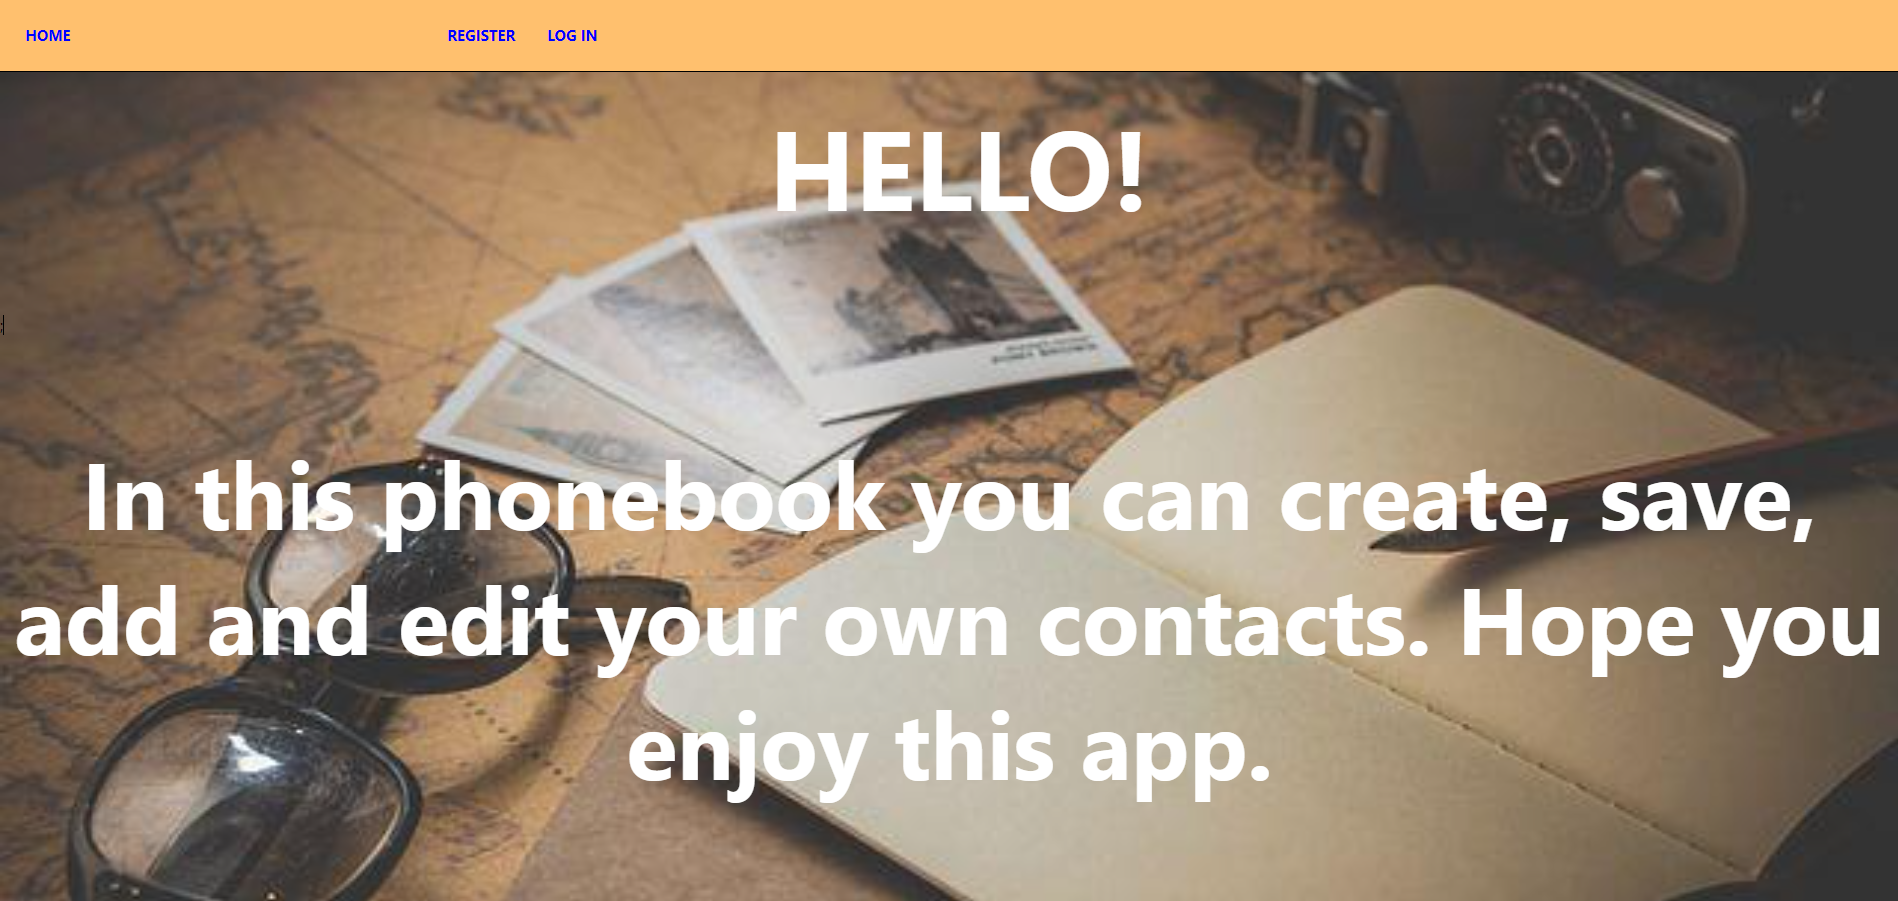 HOME REGISTER LOG IN
HELLO!
;
In this phonebook you can create, save,
add and edit your own contacts. Hope you
enjoy this app.